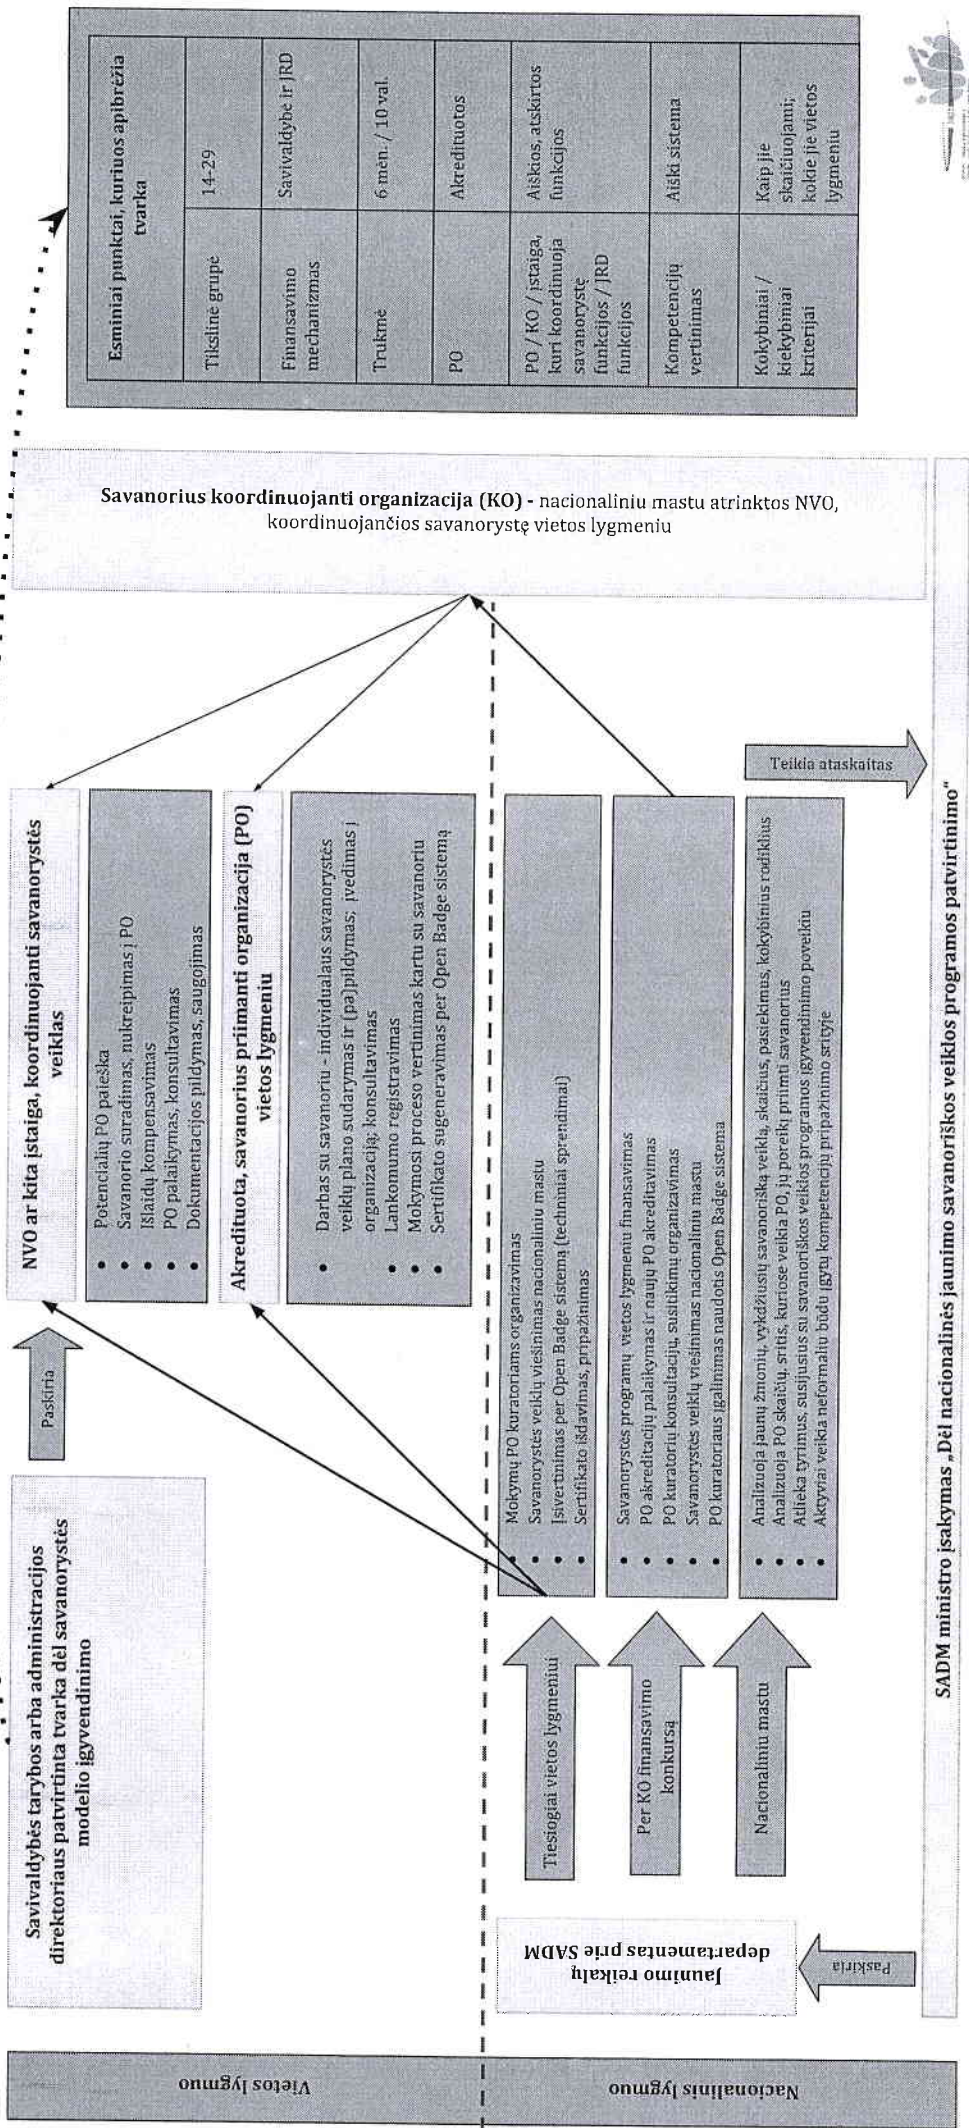 Vietos lygmuo
Nacionalinis lygmuo
Savivaldybės tarybos arba administracijos
direktoriaus patvirtinta tvarka dėl savanorystės
modelio įgyvendinimo
Paskiria
NVO ar kita įstaiga, koordinuojanti savanorystės
veiklas
• Potencialių PO paieška
• Savanorio suradimas, nukreipimas į PO
• Išlaidų kompensavimas
• PO palaikymas, konsultavimas
• Dokumentacijos pildymas, saugojimas
Akredituota, savanorius priimanti organizacija (PO)
vietos lygmeniu
• Darbas su savanoriu - individualaus savanorystės
veiklų plano sudarymas ir (pa)pildymas; įvedimas į
organizaciją; konsultavimas
• Lankomumo registravimas
• Mokymosi proceso vertinimas kartu su savanoriu
• Sertifikato sugeneravimas per Open Badge sistemą
Jaunimo reikalų
departamentas prie SADM
Paskiria
Tiesiogiai vietos lygmeniui
Per KO finansavimo
konkursą
Nacionaliniu mastu
• Mokymų PO kuratoriams organizavimas
• Savanorystės veiklų viešinimas nacionaliniu mastu
• Įsivertinimas per Open Badge sistemą (techniniai sprendimai)
• Sertifikato išdavimas, pripažinimas
• Savanorystės programų vietos lygmeniu finansavimas
• PO akreditacijų palaikymas ir naujų PO akreditavimas
• PO kuratorių konsultacijų, susitikimų organizavimas
• Savanorystės veiklų viešinimas nacionaliniu mastu
• PO kuratoriaus įgalinimas naudotis Open Badge sistema
• Analizuoja jaunų žmonių, vykdžiusių savanorišką veiklą, skaičius, pasiekimus, kokybinius rodiklius
• Analizuoja PO skaičių, sritis, kuriose veikia PO, jų poreikį priimti savanorius
• Atlieka tyrimus, susijusius su savanoriškos veiklos programos įgyvendinimo poveikiu
• Aktyviai veikia neformaliu būdu įgytų kompetencijų pripažinimo srityje
Teikia ataskaitas
Savanorius koordinuojanti organizacija (KO) - nacionaliniu mastu atrinktos NVO,
koordinuojančios savanorystę vietos lygmeniu
SADM ministro įsakymas „Dėl nacionalinės jaunimo savanoriškos veiklos programos patvirtinimo“
Esminiai punktai, kuriuos apibrėžia
tvarka
Tikslinė grupė
14-29
Finansavimo
mechanizmas
Savivaldybė ir JRD
Trukmė
6 mėn. / 10 val.
PO
Akredituotos
PO / KO / įstaiga,
kuri koordinuoja
savanorystę
funkcijos / JRD
funkcijos
Aiškios, atskirtos
funkcijos
Kompetencijų
vertinimas
Aiški sistema
Kokybiniai /
kiekybiniai
kriterijai
Kaip jie
skaičiuojami;
kokie jie vietos
lygmeniu